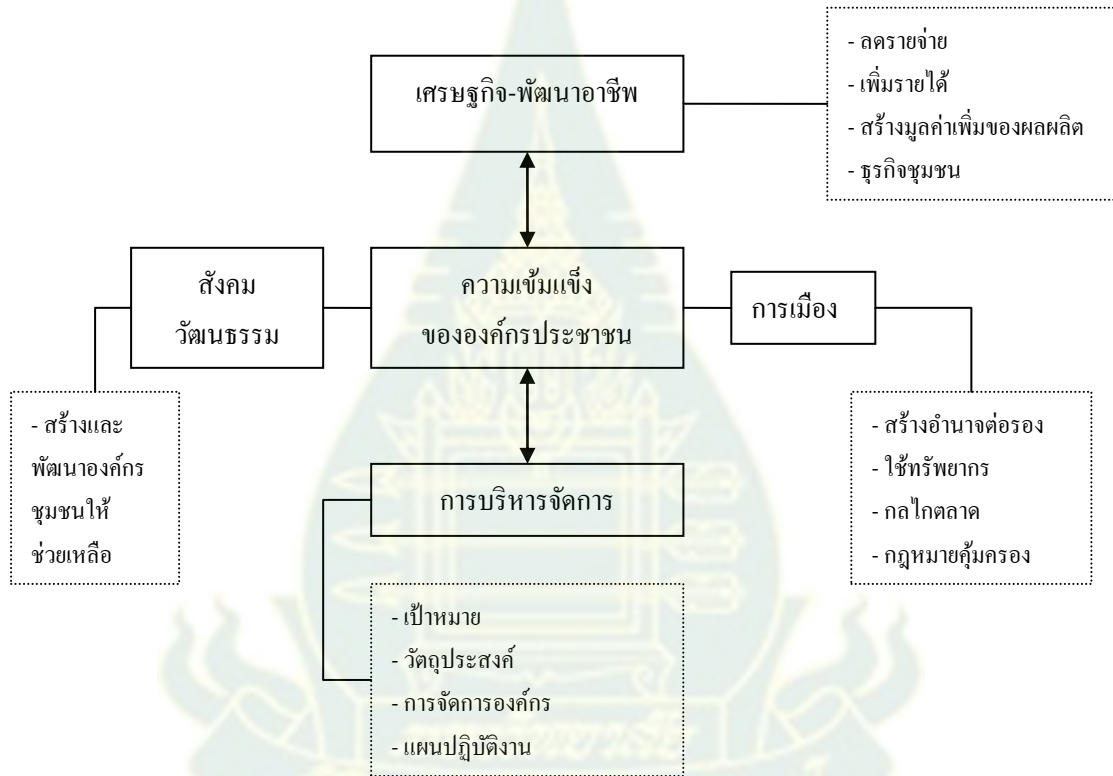 - ลดรายจ่าย
- เพิ่มรายได้
- สร้างมูลค่าเพิ่มของผลผลิต
- ธุรกิจชุมชน
เศรษฐกิจ-พัฒนาอาชีพ
สังคม
วัฒนธรรม
ความเข้มแข็ง
ขององค์กรประชาชน
การเมือง
- สร้างและ
พัฒนาองค์กร
ชุมชนให้
ช่วยเหลือ
- สร้างอำนาจต่อรอง
- ใช้ทรัพยากร
- กลไกตลาด
- กฎหมายคุ้มครอง
การบริหารจัดการ
- เป้าหมาย
- วัตถุประสงค์
- การจัดการองค์กร
- แผนปฏิบัติงาน